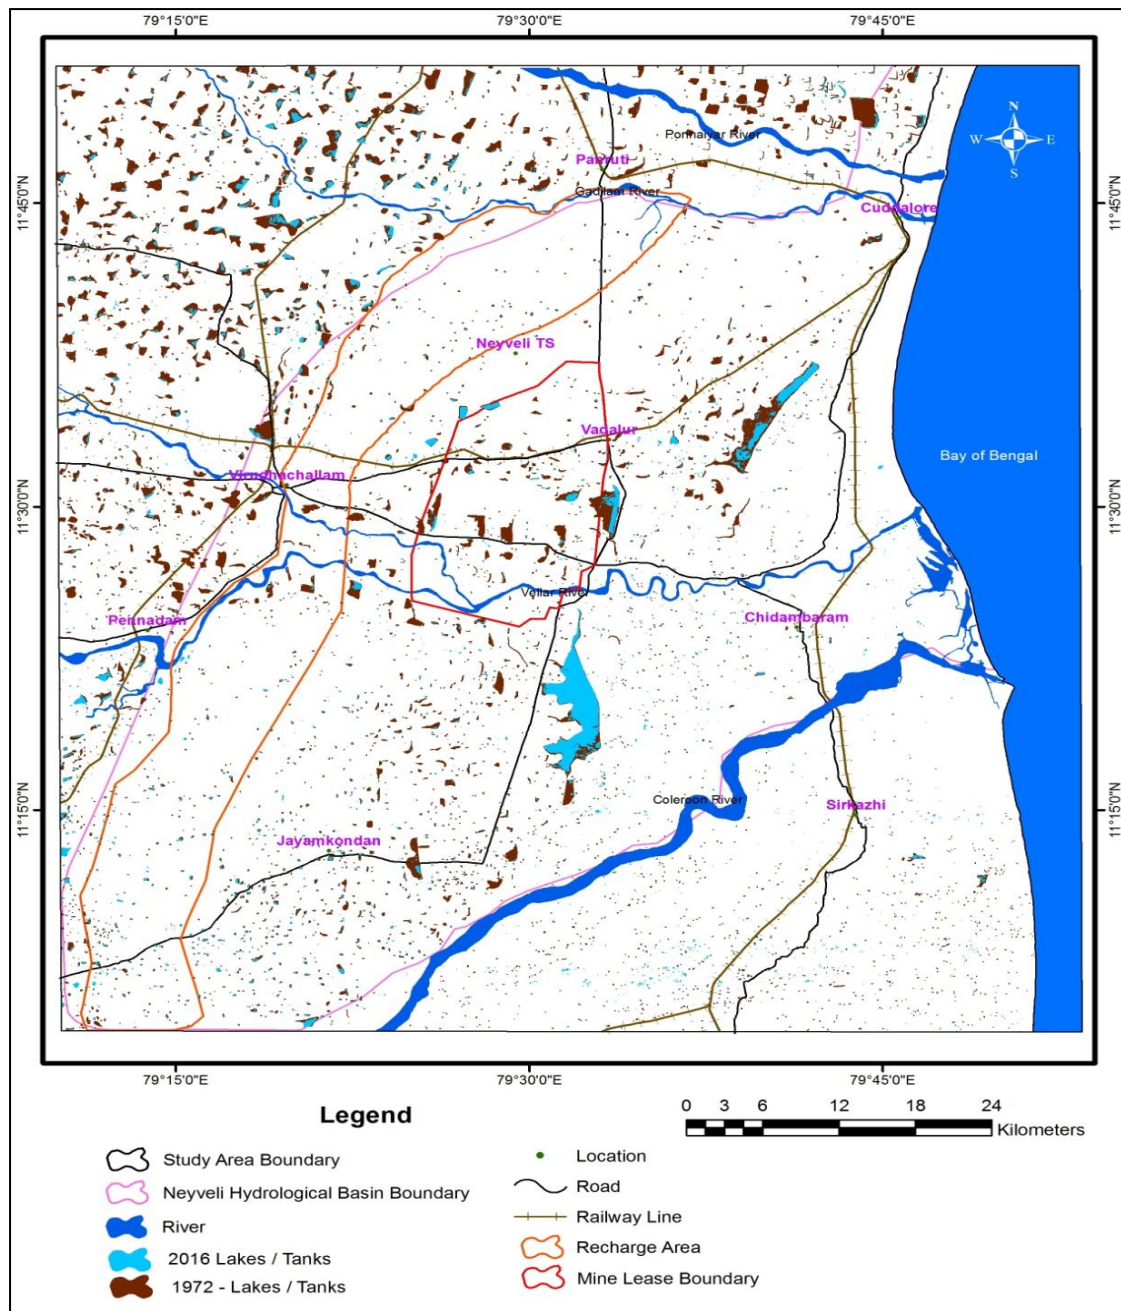 79°15'0"E
79°30'0"E
79°45'0"E
N
W E
S
Ponnaiyar River
Panruti
11°45'0"N
Gadilam River
11°45'0"N
Cuddalore
Neyveli TS
Vadalur
Bay of Bengal
Virudhachallam
11°30'0"N
11°30'0"N
Vellar River
Pennadam
Chidambaram
Coleroon River
Sirkazhi
11°15'0"N
11°15'0"N
Jayamkondan
79°15'0"E
79°30'0"E
79°45'0"E
Legend
0 3 6 12 18 24
Kilometers
Study Area Boundary
Neyveli Hydrological Basin Boundary
River
2016 Lakes / Tanks
1972 - Lakes / Tanks
Location
Road
Railway Line
Recharge Area
Mine Lease Boundary